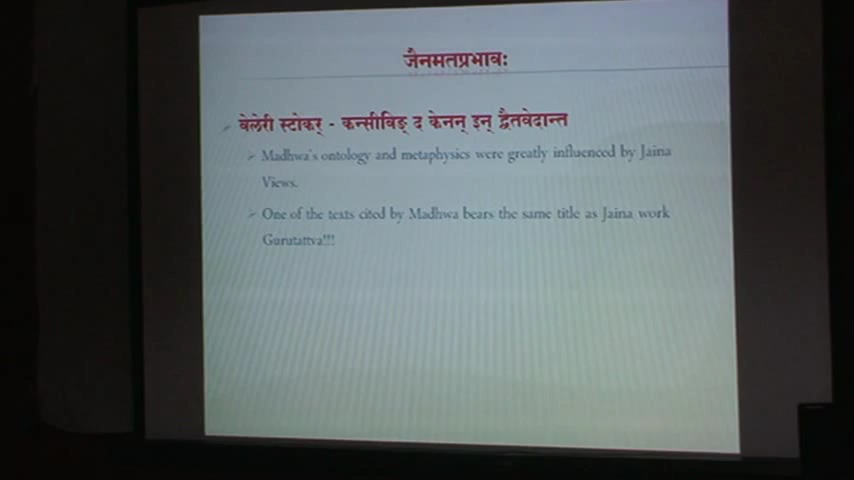 जैनमतप्रभावः
वेलेरी स्टोकर् - कन्सीविङ् द केनन् इन् द्वैतवेदान्त
Madhwa's ontology and metaphysics were greatly influenced by Jaina
Views.
One of the texts cited by Madhwa bears the same title as Jaina work
Gurutattva!!!